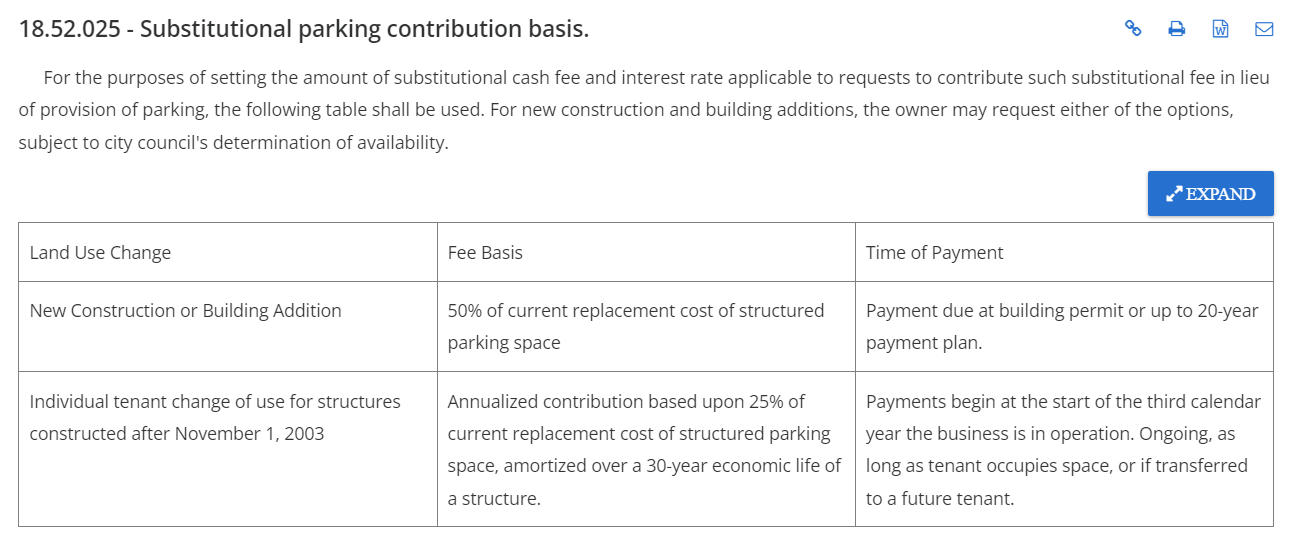 18.52.025 - Substitutional parking contribution basis.
For the purposes of setting the amount of substitutional cash fee and interest rate applicable to requests to contribute such substitutional fee in lieu
of provision of parking, the following table shall be used. For new construction and building additions, the owner may request either of the options,
subject to city council's determination of availability.
EXPAND
Land Use Change
Fee Basis
Time of Payment
New Construction or Building Addition
50% of current replacement cost of structured
parking space
Payment due at building permit or up to 20-year
payment plan.
Individual tenant change of use for structures
constructed after November 1, 2003
Annualized contribution based upon 25% of
current replacement cost of structured parking
space, amortized over a 30-year economic life of
a structure.
Payments begin at the start of the third calendar
year the business is in operation. Ongoing, as
long as tenant occupies space, or if transferred
to a future tenant.